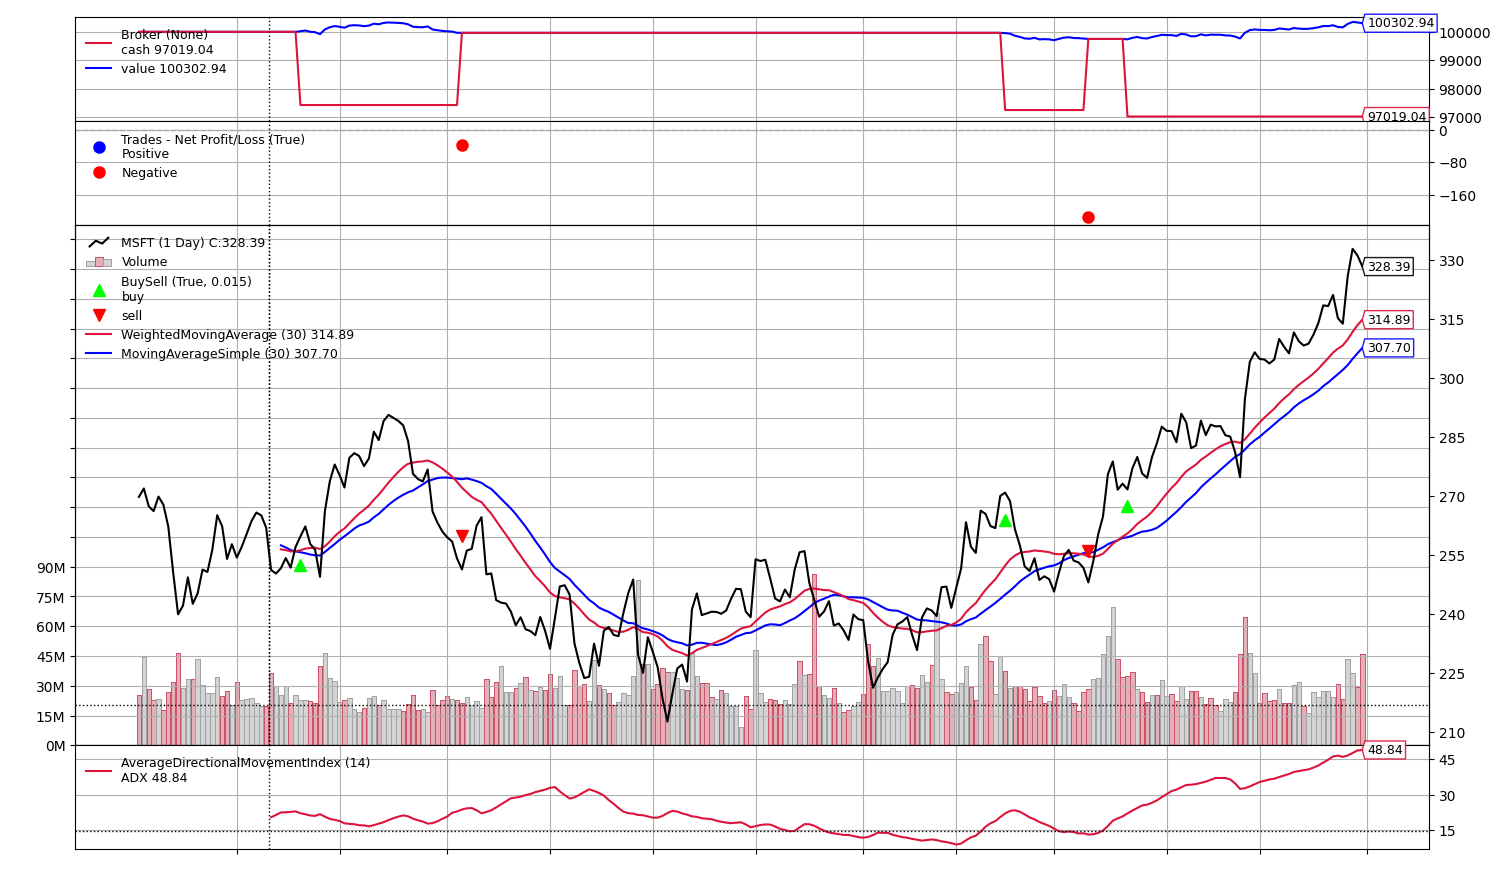 Broker (None)
cash 97019.04
value 100302.94
100302.94
100000
99000
98000
97000
97019.04
Trades - Net Profit/Loss (True)
Positive
Negative
0
−80
−160
MSFT (1 Day) C:328.39
Volume
BuySell (True, 0.015)
buy
sell
WeightedMovingAverage (30) 314.89
MovingAverageSimple (30) 307.70
330
328.39
315
314.89
307.70
300
285
270
255
240
225
210
90M
75M
60M
45M
30M
15M
0M
AverageDirectionalMovementIndex (14)
ADX 48.84
48.84
45
30
15